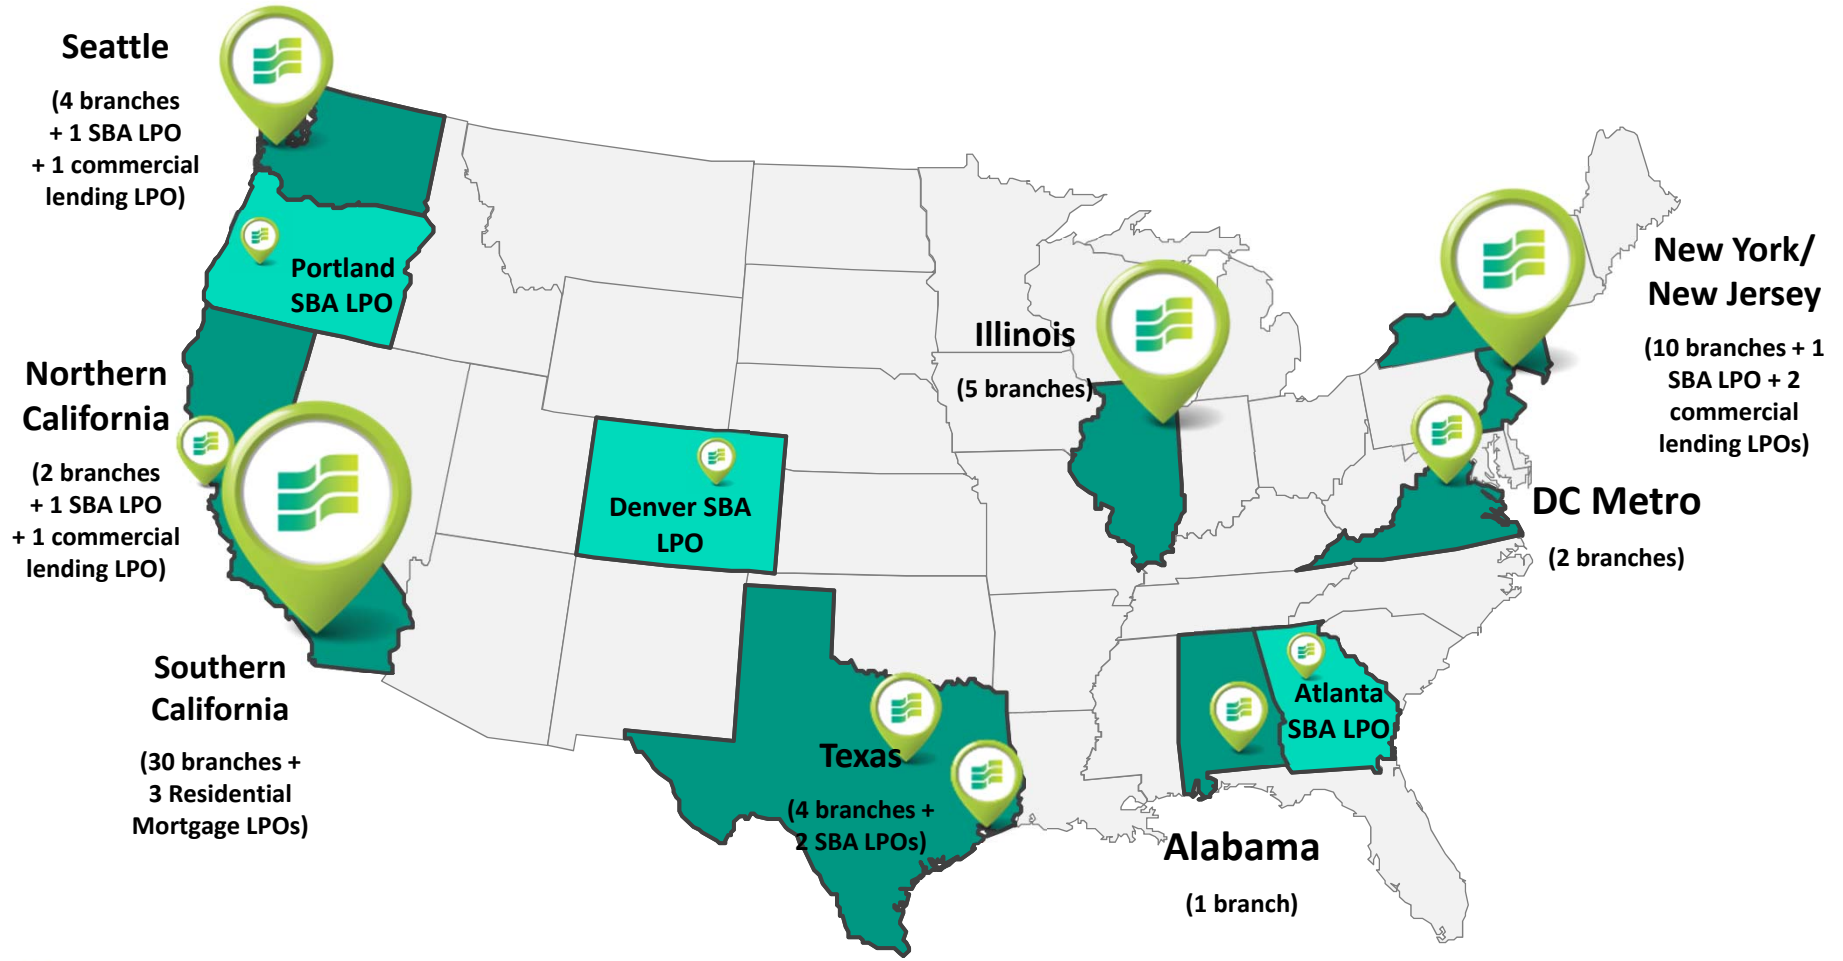 Seattle
(4 branches
+ 1 SBA LPO
+ 1 commercial
lending LPO)
Portland
SBA LPO
Northern
California
(2 branches
+ 1 SBA LPO
+ 1 commercial
lending LPO)
Southern
California
(30 branches +
3 Residential
Mortgage LPOs)
Denver SBA
LPO
Texas
(4 branches +
2 SBA LPOs)
Illinois
(5 branches)
New York/
New Jersey
(10 branches + 1
SBA LPO + 2
commercial
lending LPOs)
DC Metro
(2 branches)
Atlanta
SBA LPO
Alabama
(1 branch)